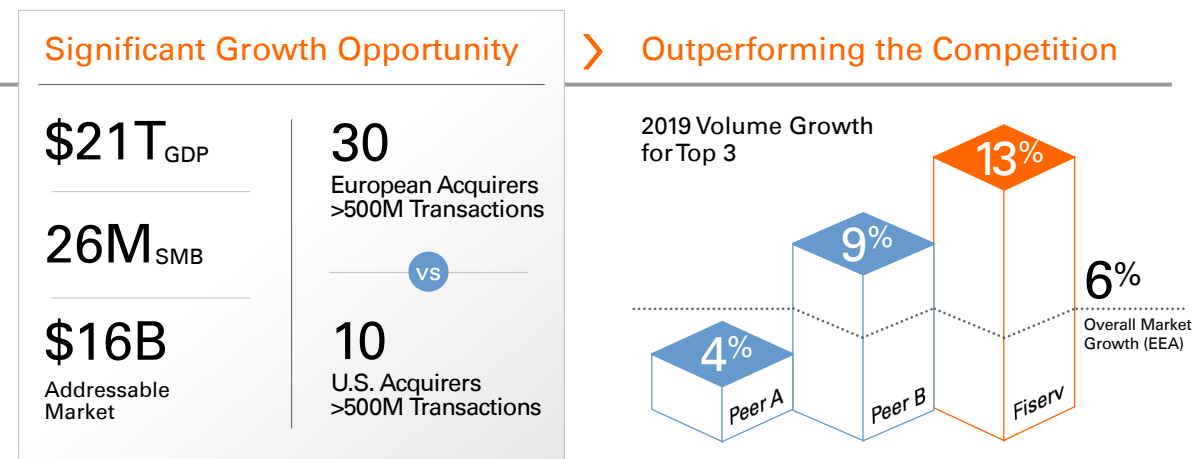 Significant Growth Opportunity
$21T GDP
26M SMB
$16B
Addressable
Market
30
European Acquirers
>500M Transactions
vs
10
U.S. Acquirers
>500M Transactions
Outperforming the Competition
2019 Volume Growth
for Top 3
4%
Peer A
9%
Peer B
13%
Fiserv
6%
Overall Market
Growth (EEA)